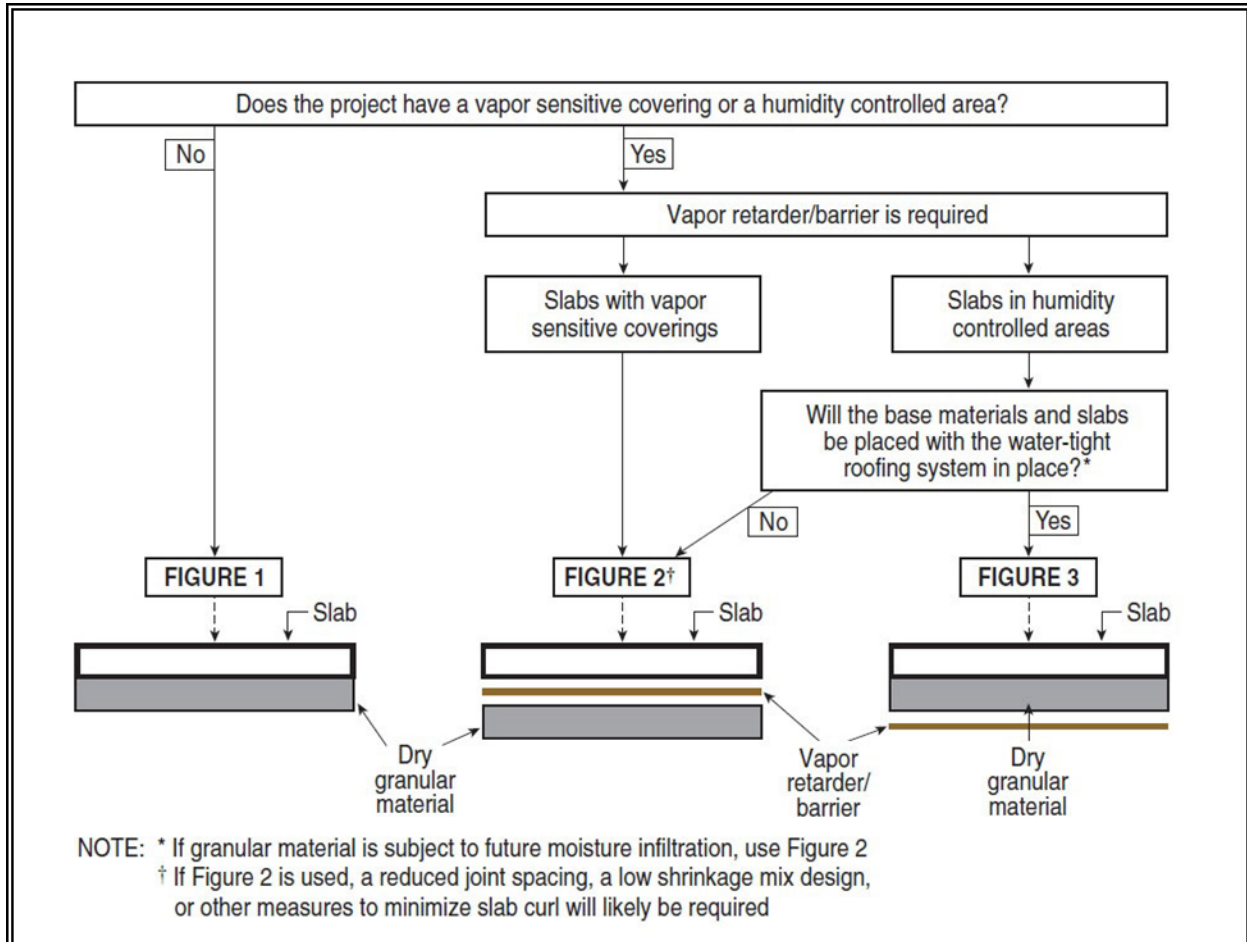 Does the project have a vapor sensitive covering or a humidity controlled area?
No
Yes
Vapor retarder/barrier is required
Slabs with vapor
sensitive coverings
Slabs in humidity
controlled areas
Will the base materials and slabs
be placed with the water-tight
roofing system in place?*
No
Yes
FIGURE 1
FIGURE 2†
FIGURE 3
Slab
Slab
Slab
Dry
granular
material
Vapor
retarder/
barrier
Dry
granular
material
NOTE: * If granular material is subject to future moisture infiltration, use Figure 2
† If Figure 2 is used, a reduced joint spacing, a low shrinkage mix design,
or other measures to minimize slab curl will likely be required